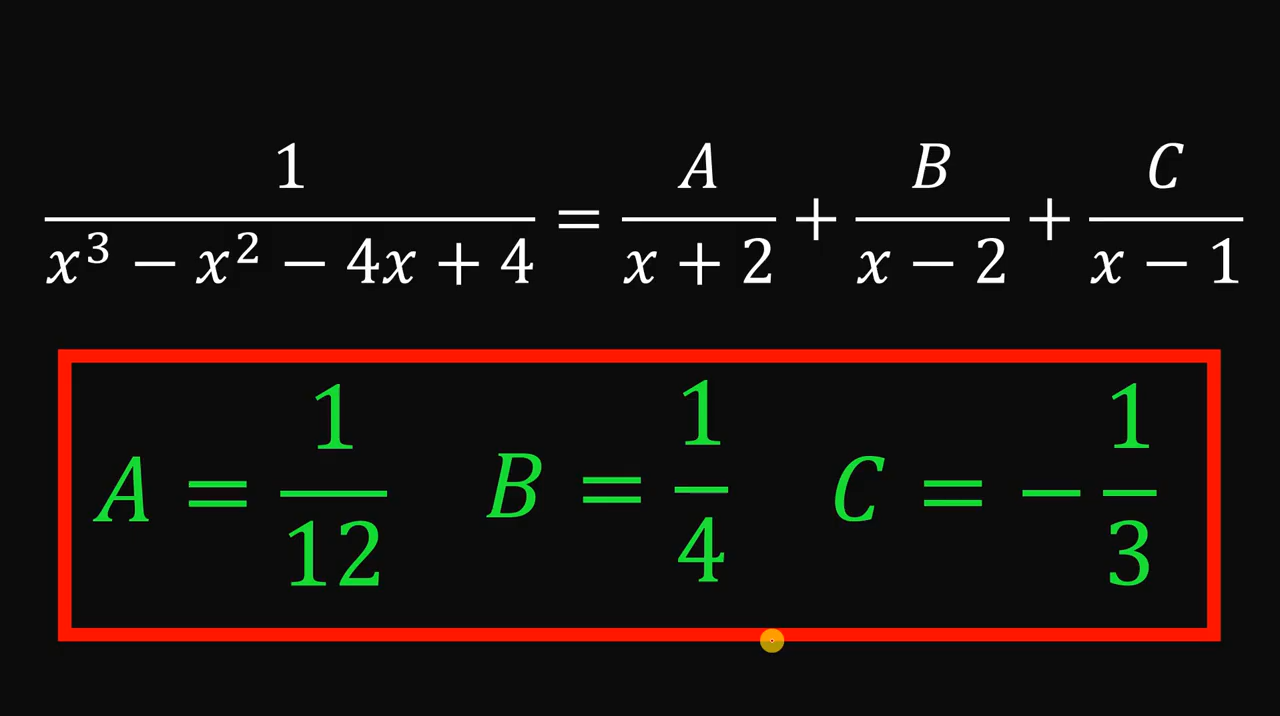 1/(x³ − x² − 4x + 4) = A/(x + 2) + B/(x − 2) + C/(x − 1)
A = 1/12 B = 1/4 C = −1/3